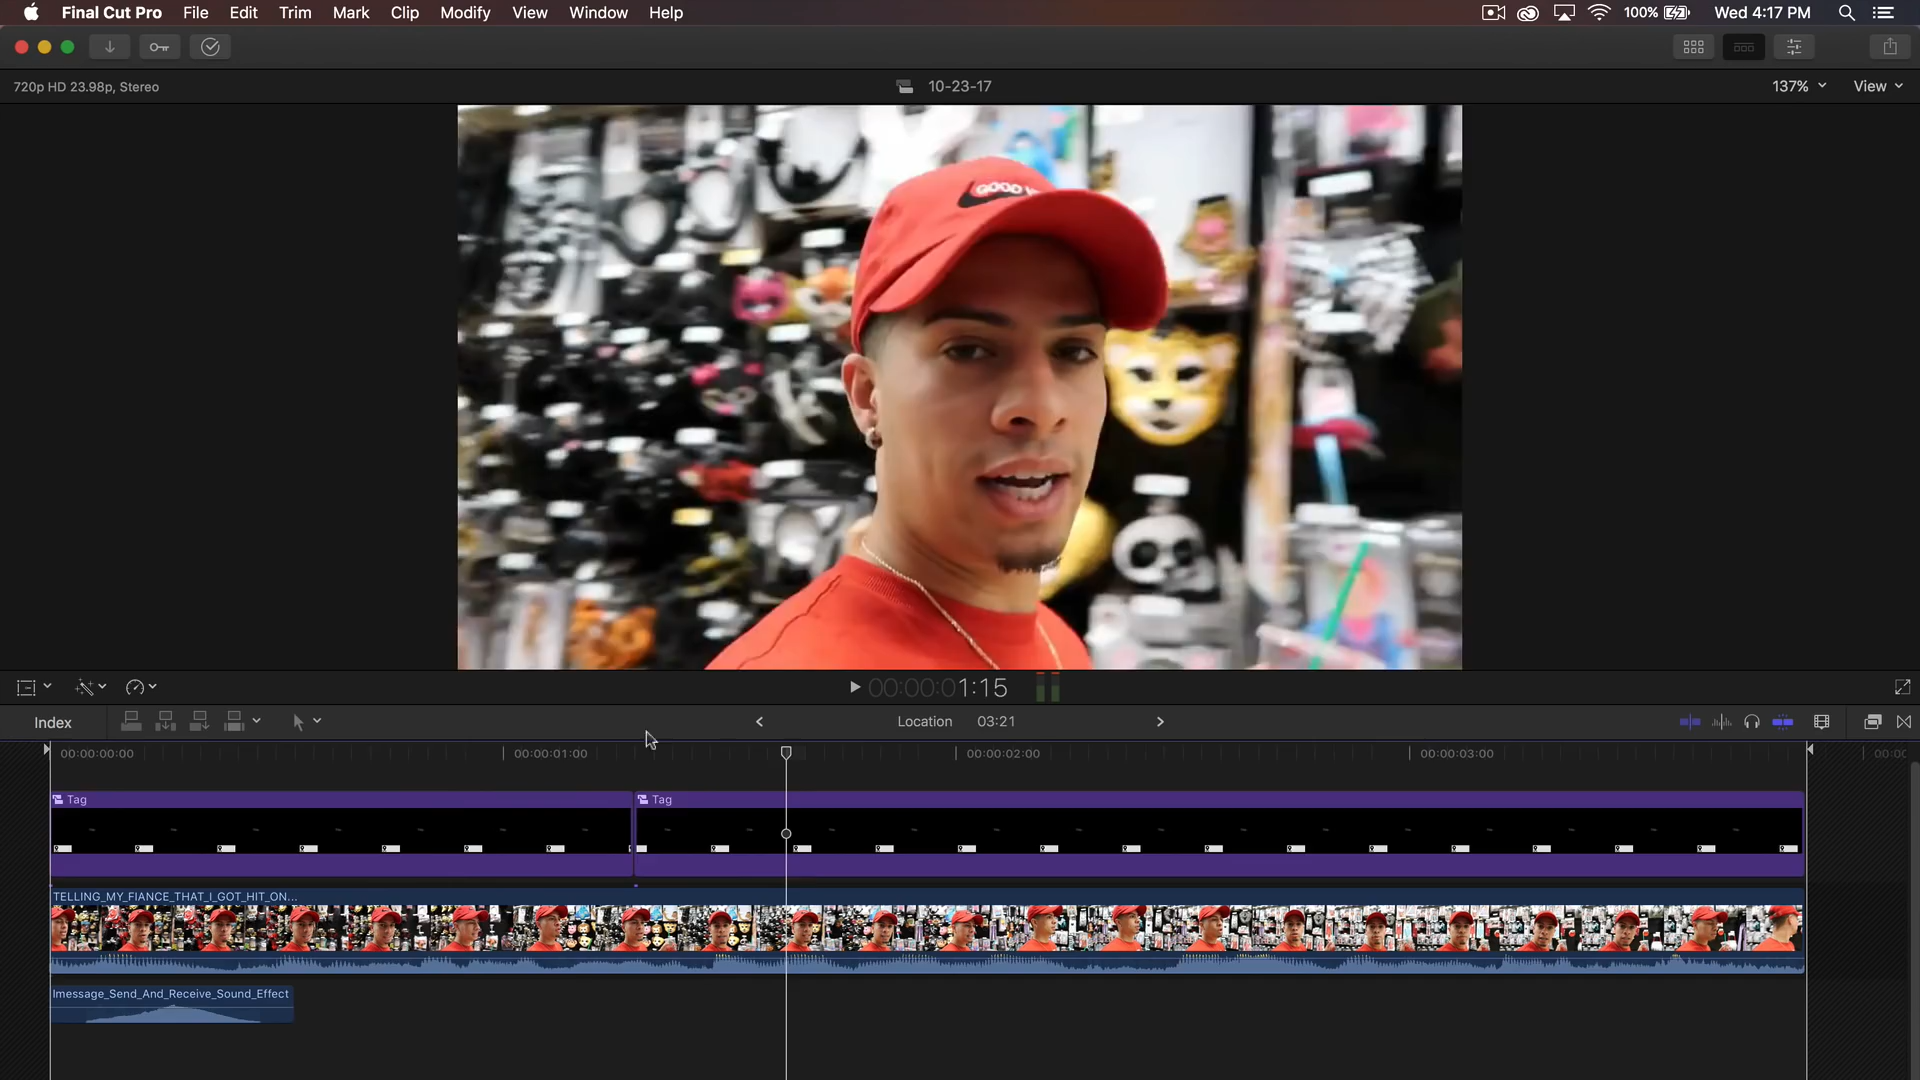 Final Cut Pro File Edit Trim Mark Clip Modify View Window Help 100% Wed 4:17 PM
720p HD 23.98p, Stereo 10-23-17 137% View
GOOD
00:00:01:15
Index Location 03:21
00:00:00:00 00:00:01:00 00:00:02:00 00:00:03:00
Tag Tag
TELLING_MY_FIANCE_THAT_I_GOT_HIT_ON...
Imessage_Send_And_Receive_Sound_Effect